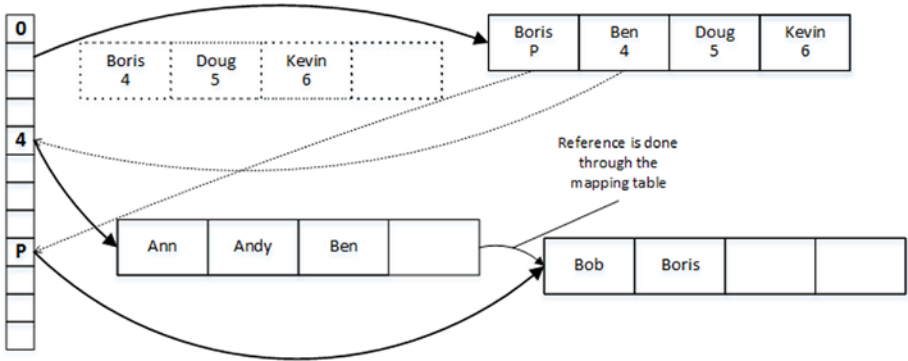 0
Boris Ben Doug Kevin
P 4 5 6
Boris Doug Kevin
4 5 6
4
Reference is done
through the
mapping table
P
Ann Andy Ben
Bob Boris